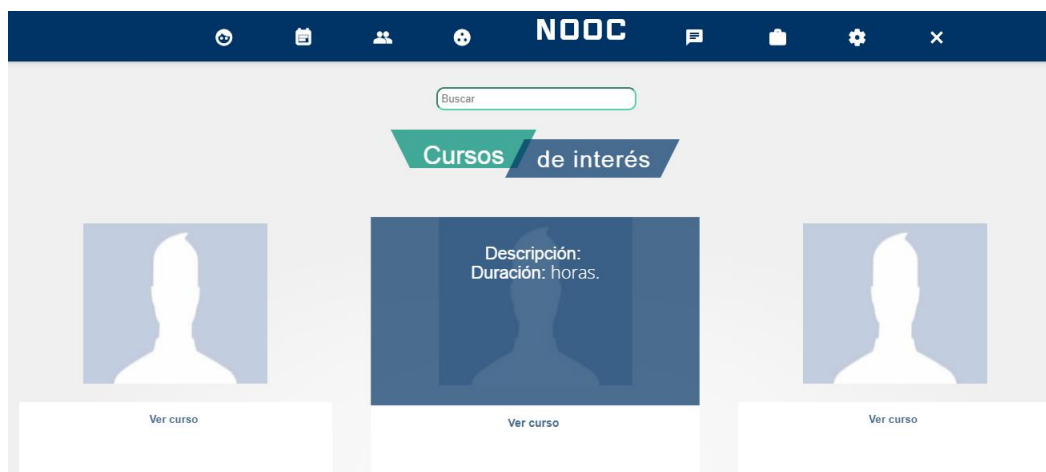 NOOC
Buscar
Cursos de interés
Descripción:
Duración: horas.
Ver curso
Ver curso
Ver curso